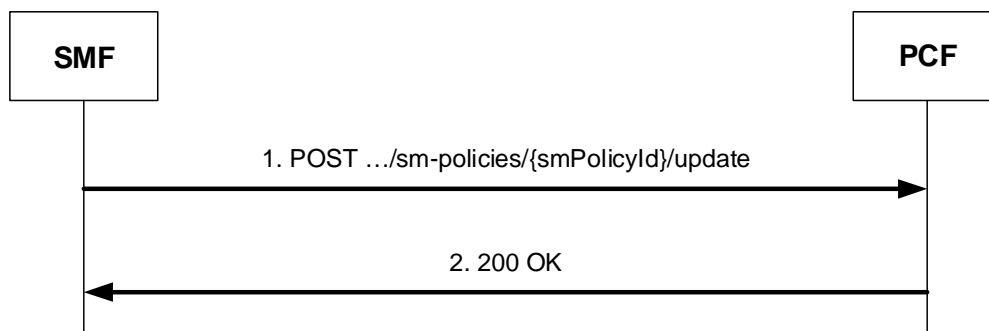 SMF
PCF
1. POST …/sm-policies/{smPolicyId}/update
2. 200 OK